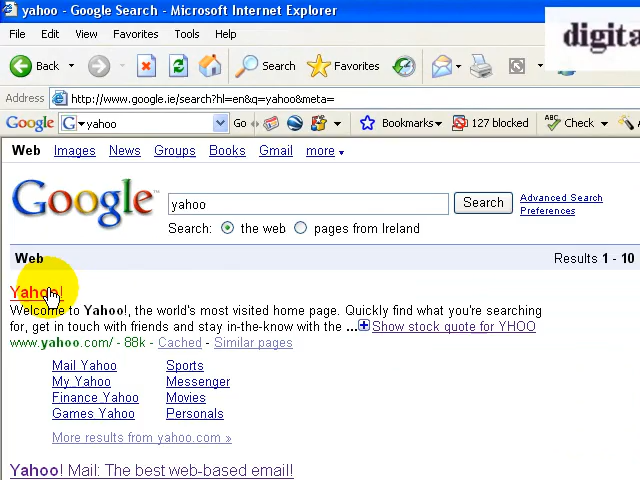 yahoo - Google Search - Microsoft Internet Explorer
File Edit View Favorites Tools Help
digita
Back Search Favorites
Address http://www.google.ie/search?hl=en&q=yahoo&meta=
Google G yahoo Go Bookmarks 127 blocked ABC Check
Web Images News Groups Books Gmail more
Google™ yahoo Search Advanced Search
Preferences
Search: the web pages from Ireland
Web Results 1 - 10
Yahoo!
Welcome to Yahoo!, the world's most visited home page. Quickly find what you're searching
for, get in touch with friends and stay in-the-know with the ... Show stock quote for YHOO
www.yahoo.com/ - 88k - Cached - Similar pages
Mail Yahoo Sports
My Yahoo Messenger
Finance Yahoo Movies
Games Yahoo Personals
More results from yahoo.com »
Yahoo! Mail: The best web-based email!